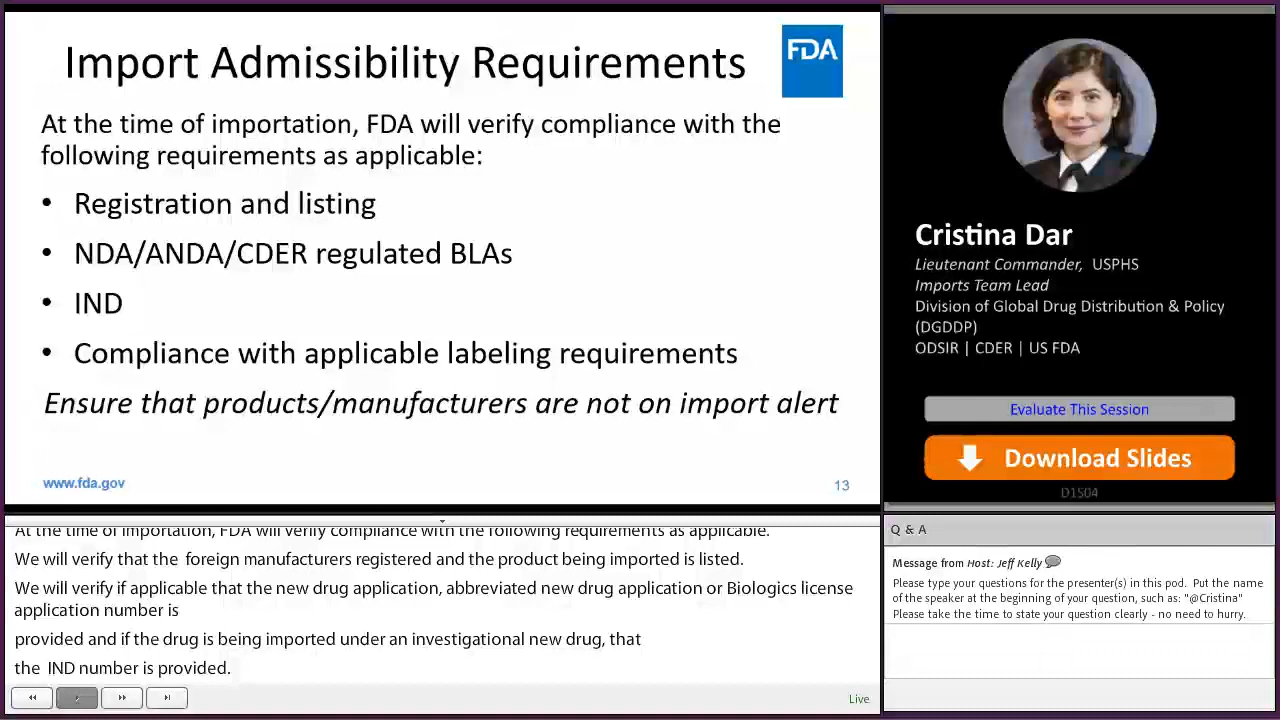 Import Admissibility Requirements
FDA
At the time of importation, FDA will verify compliance with the
following requirements as applicable:
• Registration and listing
• NDA/ANDA/CDER regulated BLAs
• IND
• Compliance with applicable labeling requirements
Ensure that products/manufacturers are not on import alert
www.fda.gov
13
Cristina Dar
Lieutenant Commander, USPHS
Imports Team Lead
Division of Global Drug Distribution & Policy
(DGDDP)
ODSIR | CDER | US FDA
Evaluate This Session
Download Slides
D1504
At the time of importation, FDA will verify compliance with the following requirements as applicable.
We will verify that the foreign manufacturers registered and the product being imported is listed.
We will verify if applicable that the new drug application, abbreviated new drug application or Biologics license
application number is
provided and if the drug is being imported under an investigational new drug, that
the IND number is provided.
Live
Q & A
Message from Host: Jeff Kelly
Please type your questions for the presenter(s) in this pod. Put the name
of the speaker at the beginning of your question, such as: "@Cristina"
Please take the time to state your question clearly - no need to hurry.